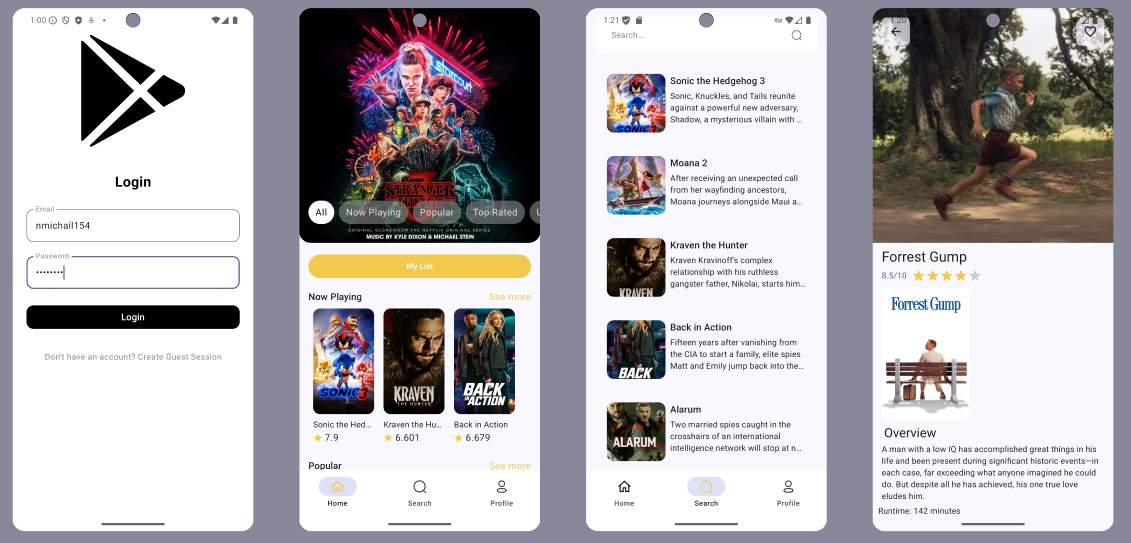 1:00
Login
Email
nmichail154
Password
••••••••
Login
Don't have an account? Create Guest Session
starcourt
STRANGER
THINGS
3
All
Now Playing
Popular
Top Rated
U
ORIGINAL SCORE FROM THE NETFLIX ORIGINAL SERIES
MUSIC BY KYLE DIXON & MICHAEL STEIN
My List
Now Playing
See more
SONIC 3
KRAVEN
THE HUNTER
BACK
IN ACTION
Sonic the Hed...
Kraven the Hu...
Back in Action
7.9
6.601
6.679
Popular
See more
Home
Search
Profile
1:21
Search...
SONIC
Sonic the Hedgehog 3
Sonic, Knuckles, and Tails reunite
against a powerful new adversary,
Shadow, a mysterious villain with ...
Moana 2
After receiving an unexpected call
from her wayfinding ancestors,
Moana journeys alongside Maui a...
KRAVEN
Kraven the Hunter
Kraven Kravinoff's complex
relationship with his ruthless
gangster father, Nikolai, starts him...
BACK
Back in Action
Fifteen years after vanishing from
the CIA to start a family, elite spies
Matt and Emily jump back into the...
ALARUM
Alarum
Two married spies caught in the
crosshairs of an international
intelligence network will stop at n...
Home
Search
Profile
1:20
Forrest Gump
8.5/10
Forrest Gump
Overview
A man with a low IQ has accomplished great things in his
life and been present during significant historic events—in
each case, far exceeding what anyone imagined he could
do. But despite all he has achieved, his one true love
eludes him.
Runtime: 142 minutes